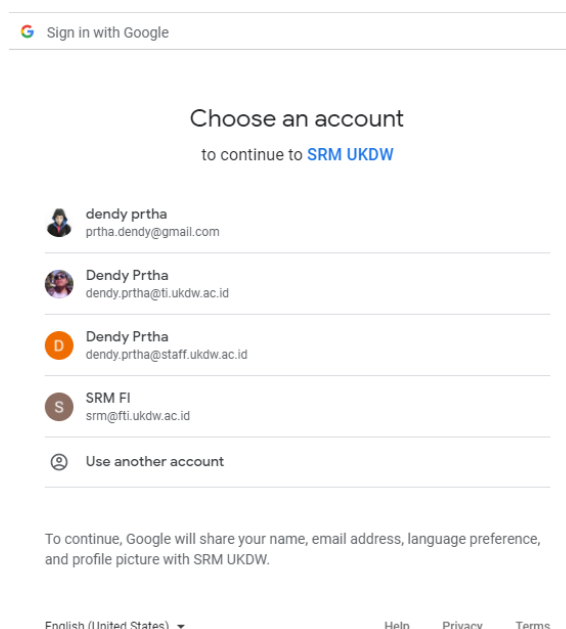 Sign in with Google
Choose an account
to continue to SRM UKDW
dendy prtha
prtha.dendy@gmail.com
Dendy Prtha
dendy.prtha@ti.ukdw.ac.id
D
Dendy Prtha
dendy.prtha@staff.ukdw.ac.id
S
SRM FI
srm@fti.ukdw.ac.id
Use another account
To continue, Google will share your name, email address, language preference,
and profile picture with SRM UKDW.
English (United States) Help Privacy Terms